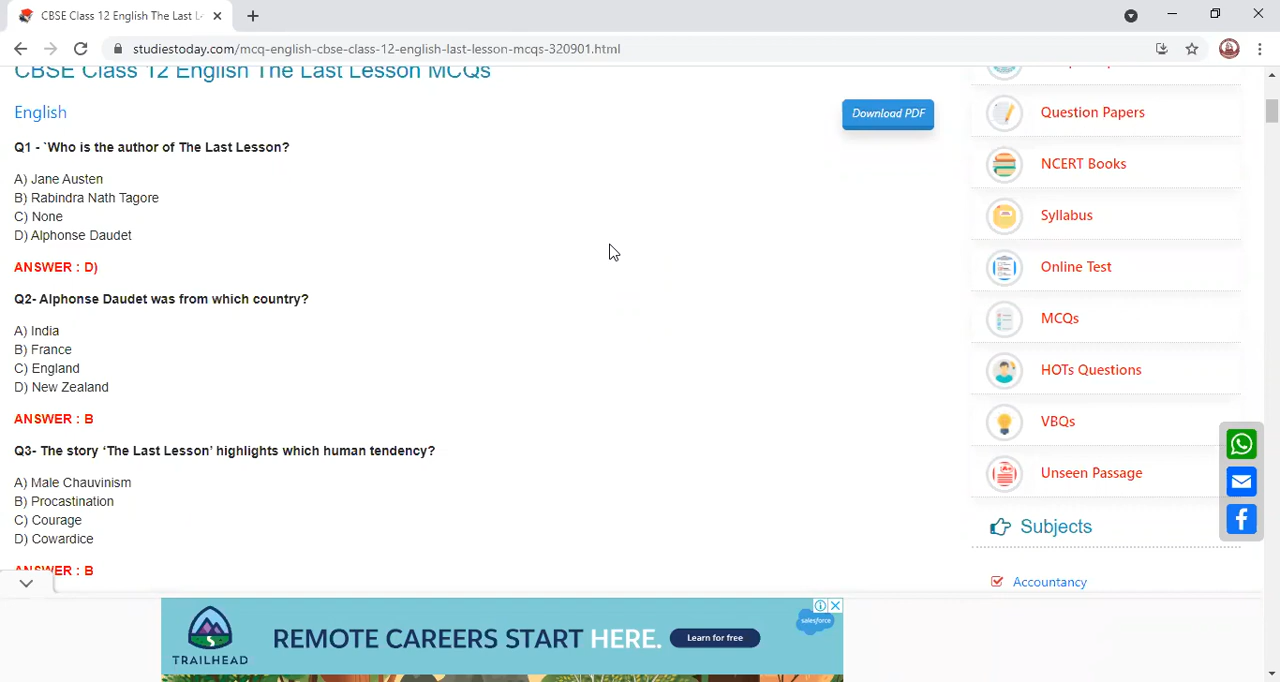 CBSE Class 12 English The Last L
studiestoday.com/mcq-english-cbse-class-12-english-last-lesson-mcqs-320901.html
CBSE Class 12 English The Last Lesson MCQs
English
Download PDF
Q1 - `Who is the author of The Last Lesson?
A) Jane Austen
B) Rabindra Nath Tagore
C) None
D) Alphonse Daudet
ANSWER : D)
Q2- Alphonse Daudet was from which country?
A) India
B) France
C) England
D) New Zealand
ANSWER : B
Q3- The story ‘The Last Lesson’ highlights which human tendency?
A) Male Chauvinism
B) Procastination
C) Courage
D) Cowardice
ANSWER : B
Question Papers
NCERT Books
Syllabus
Online Test
MCQs
HOTs Questions
VBQs
Unseen Passage
Subjects
Accountancy
TRAILHEAD
REMOTE CAREERS START HERE.
Learn for free
salesforce